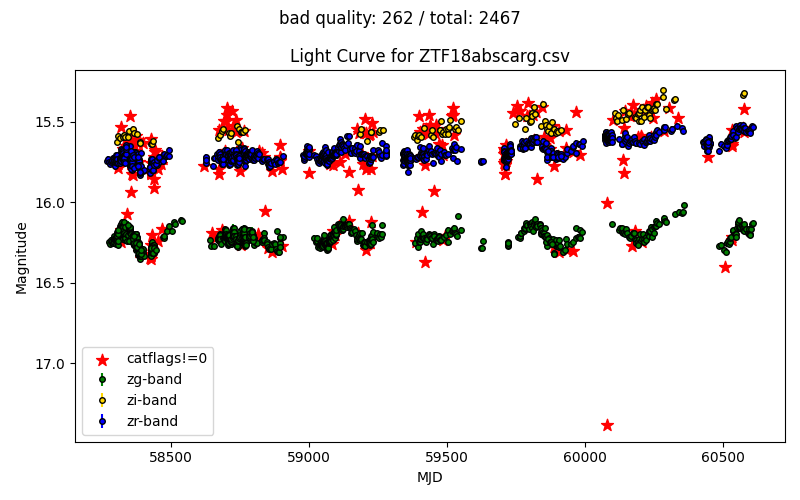 bad quality: 262 / total: 2467
Light Curve for ZTF18abscarg.csv
15.5
16.0
16.5
17.0
Magnitude
catflags!=0
zg-band
zi-band
zr-band
58500
59000
59500
60000
60500
MJD